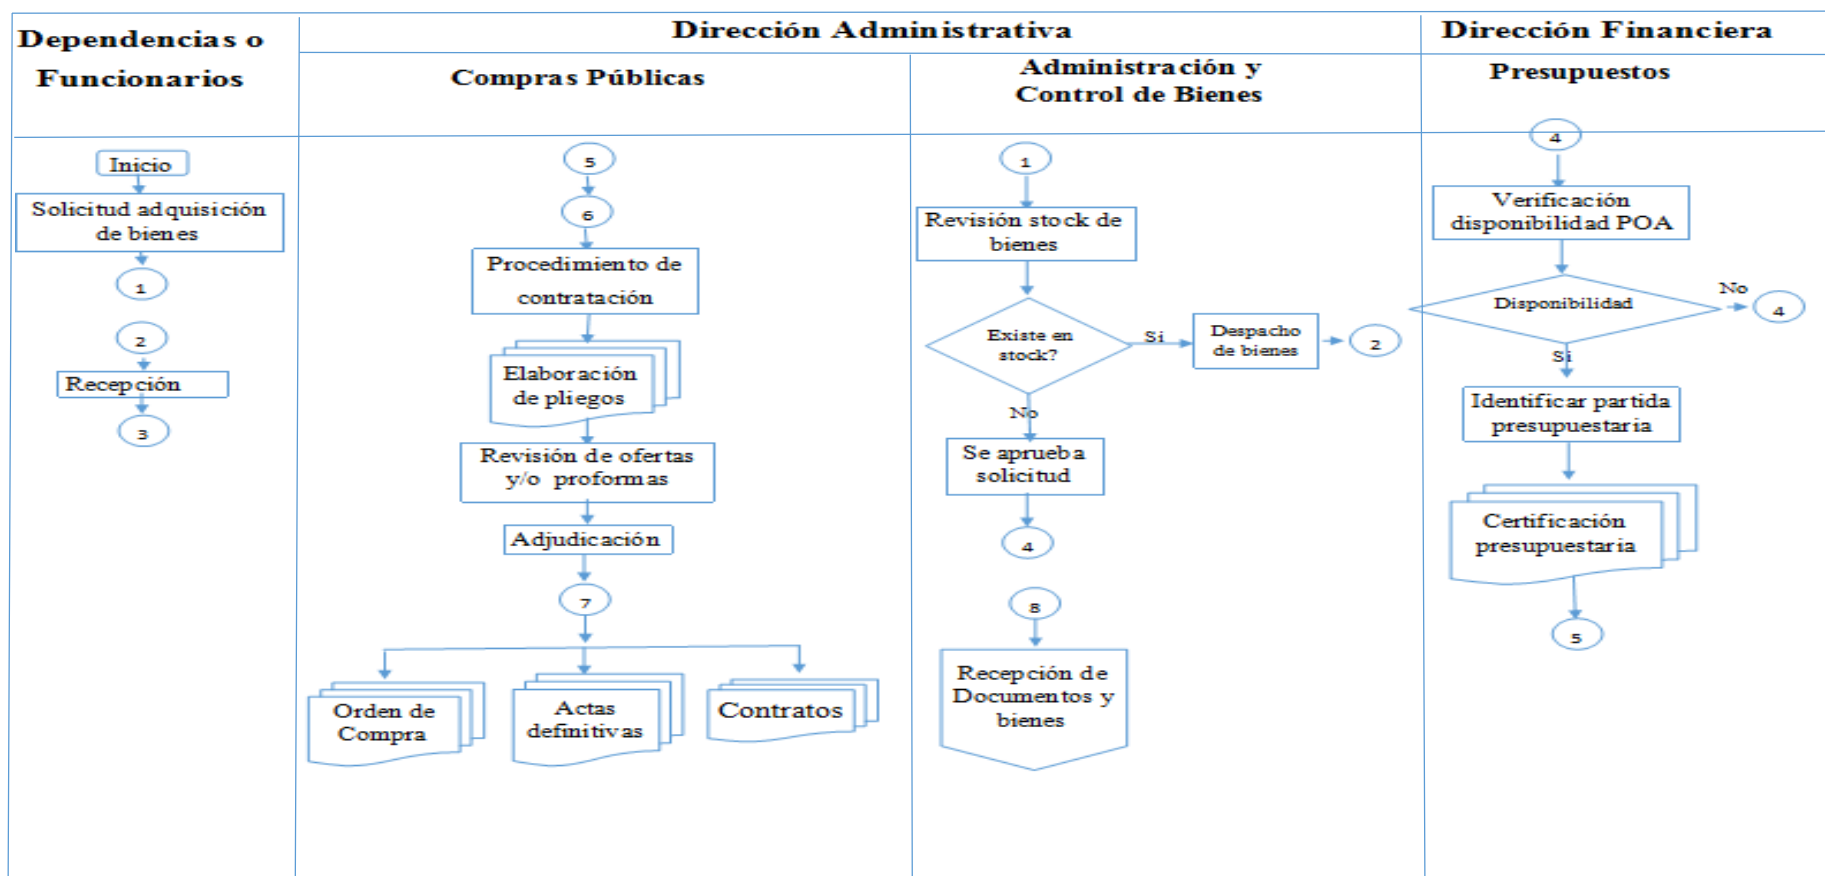 Dependencias o
Funcionarios
Dirección Administrativa
Compras Públicas
Administración y
Control de Bienes
Dirección Financiera
Presupuestos
Inicio
Solicitud adquisición
de bienes
1
2
Recepción
3
5
6
Procedimiento de
contratación
Elaboración
de pliegos
Revisión de ofertas
y/o proformas
Adjudicación
7
Orden de
Compra
Actas
definitivas
Contratos
1
Revisión stock de
bienes
Existe en
stock?
Si
Despacho
de bienes
2
No
Se aprueba
solicitud
4
8
Recepción de
Documentos y
bienes
4
Verificación
disponibilidad POA
Disponibilidad
No
4
Si
Identificar partida
presupuestaria
Certificación
presupuestaria
5